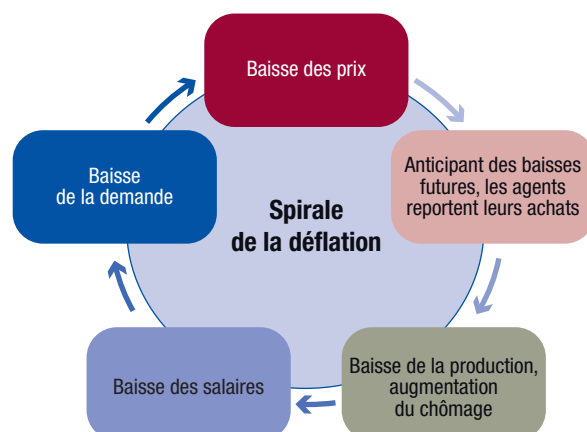 Baisse des prix
Anticipant des baisses
futures, les agents
reportent leurs achats
Baisse de la production,
augmentation
du chômage
Baisse des salaires
Baisse
de la demande
Spirale
de la déflation